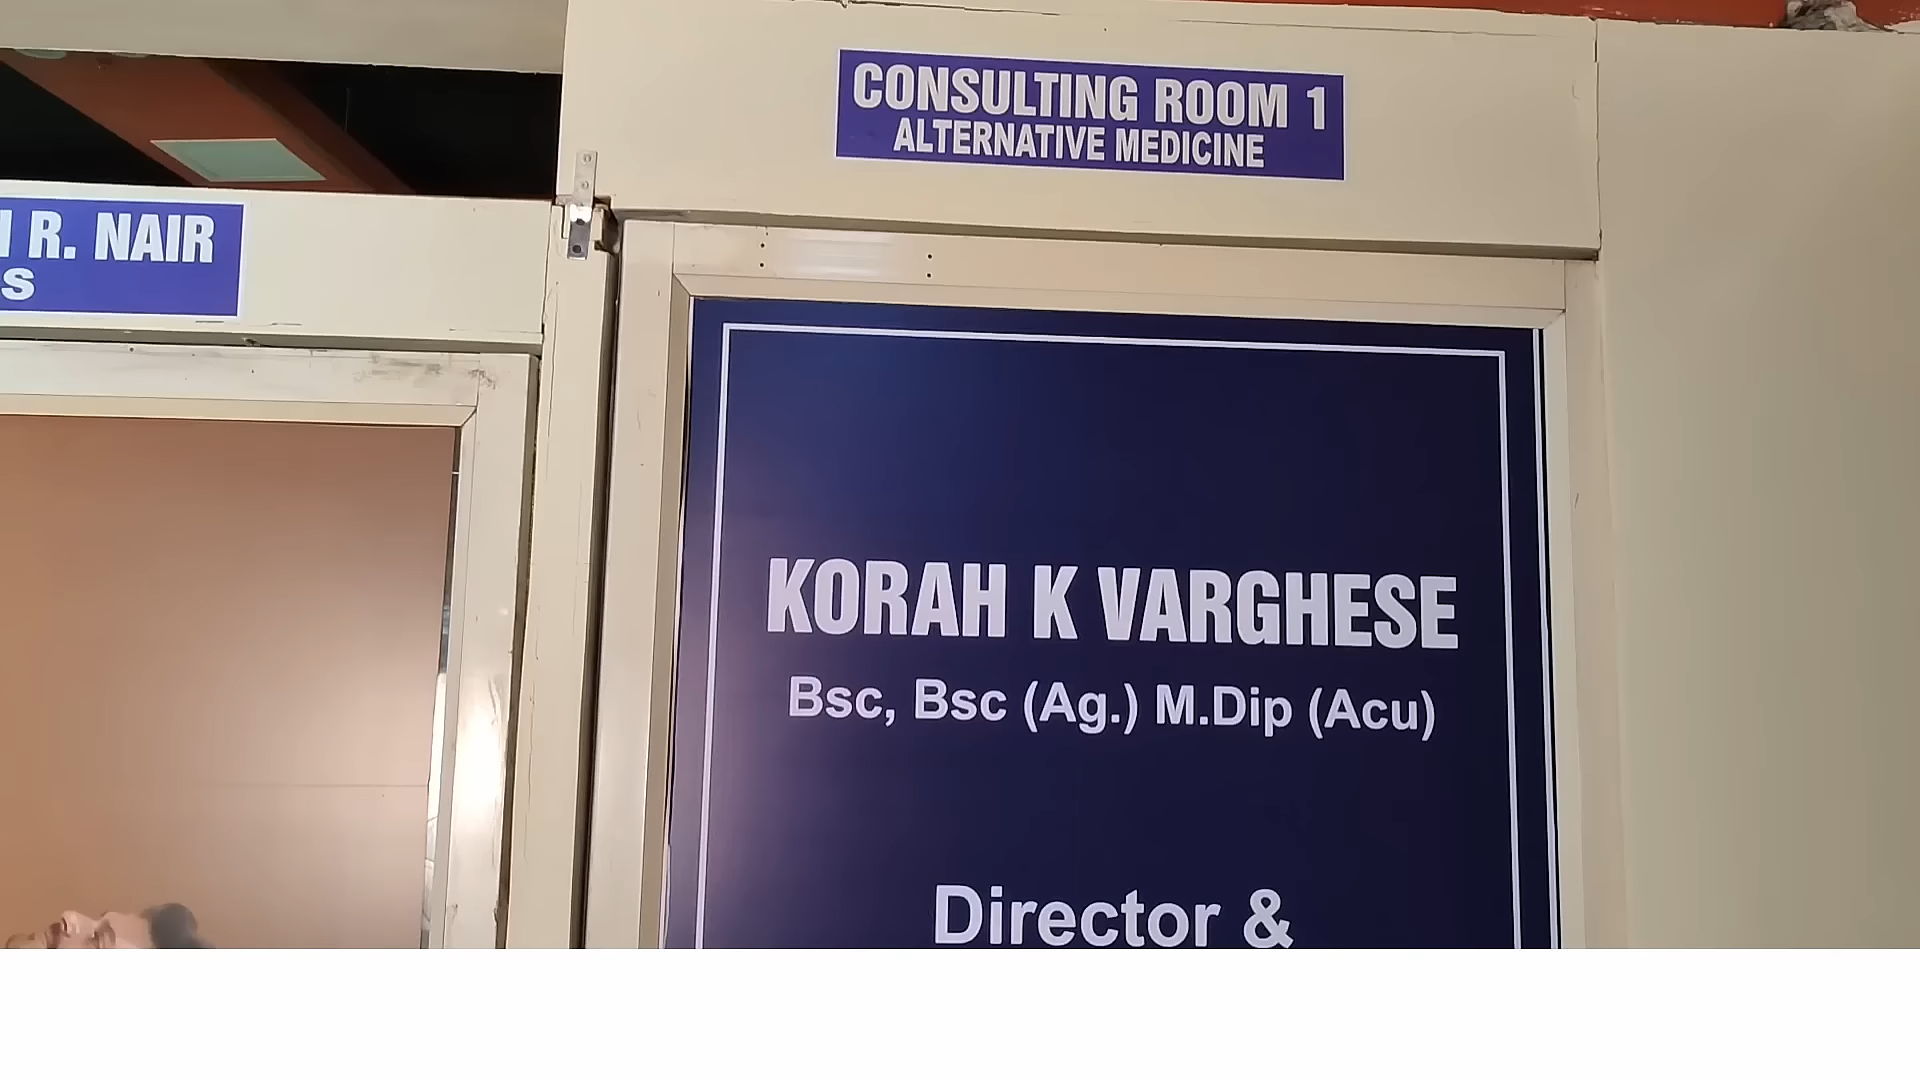 CONSULTING ROOM 1
ALTERNATIVE MEDICINE
R. NAIR
S
KORAH K VARGHESE
Bsc, Bsc (Ag.) M.Dip (Acu)
Director &